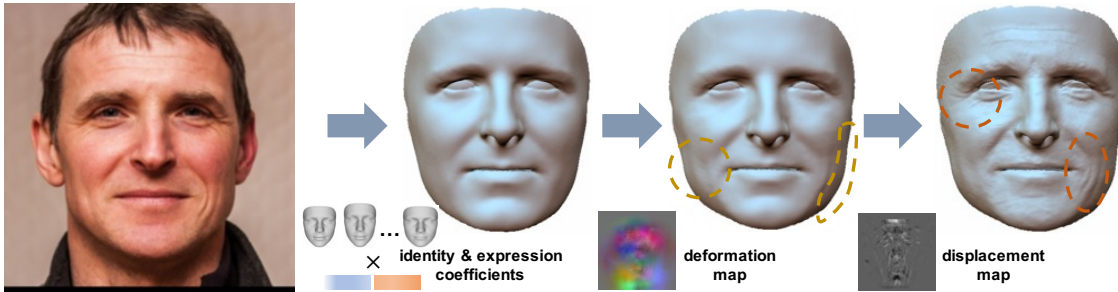 ...
×
identity & expression
coefficients
deformation
map
displacement
map